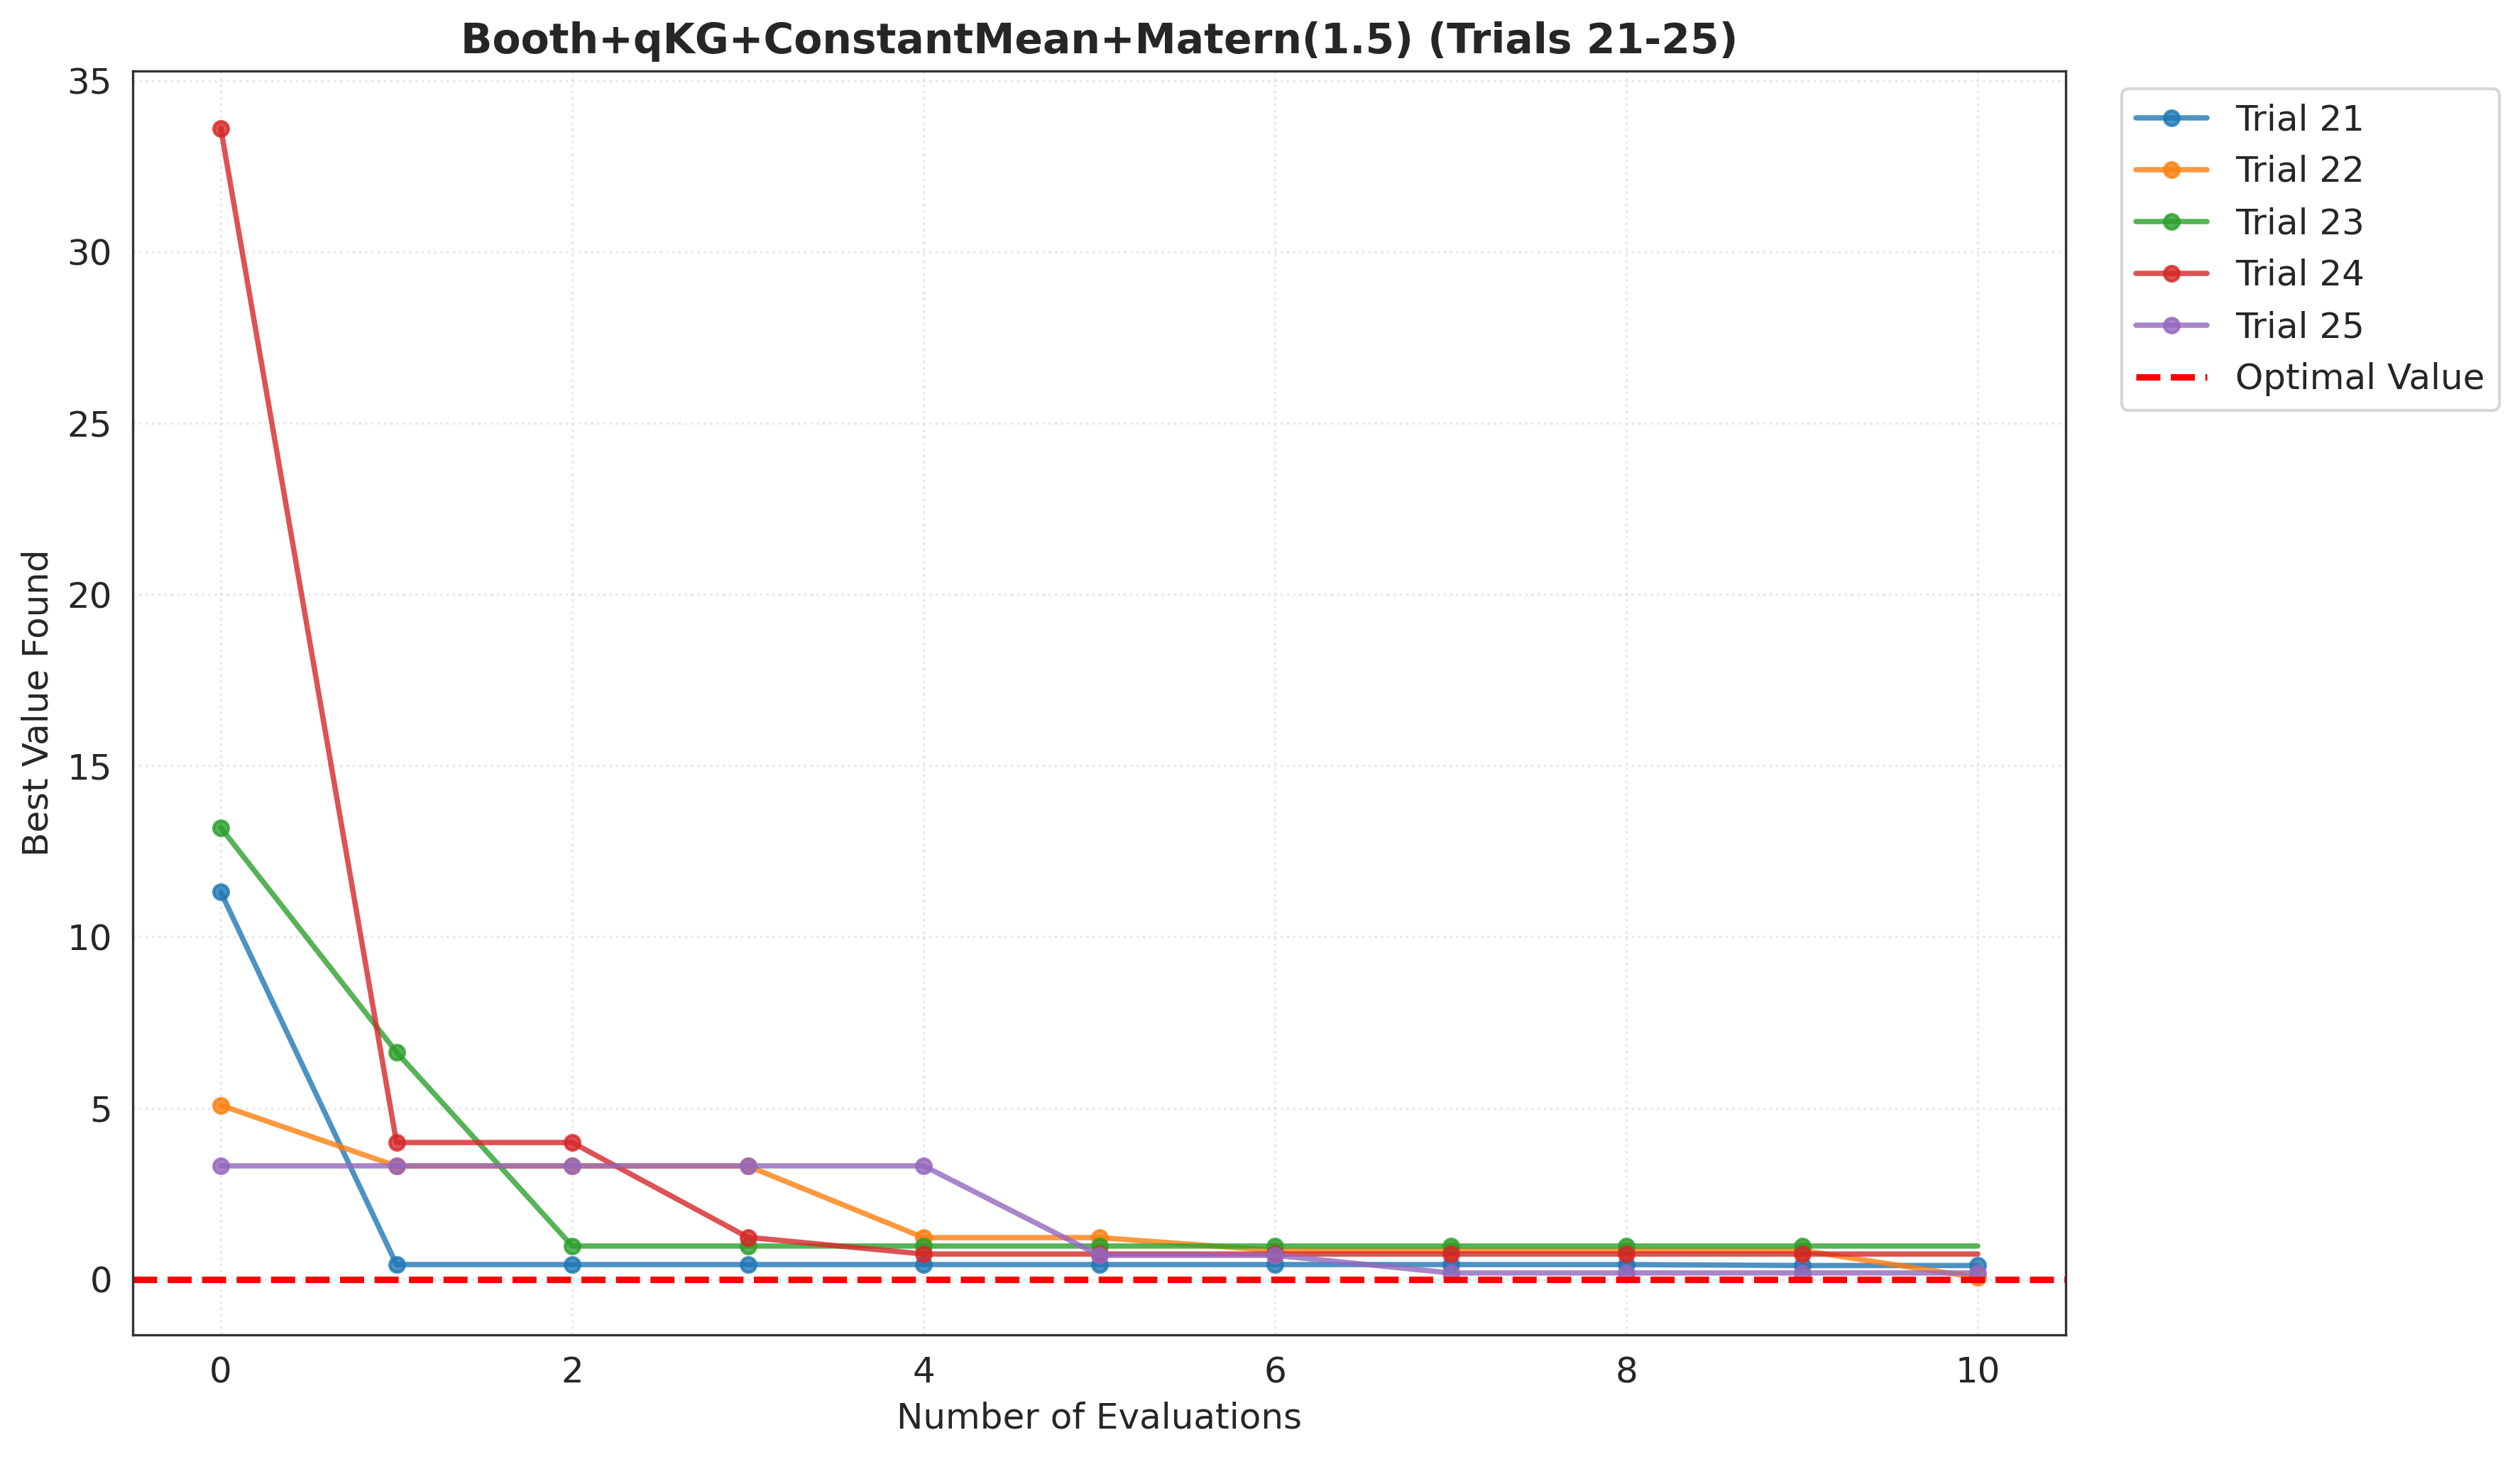 Booth+qKG+ConstantMean+Matern(1.5) (Trials 21-25)
35
30
25
20
15
10
5
0
Best Value Found
0 2 4 6 8 10
Number of Evaluations
Trial 21
Trial 22
Trial 23
Trial 24
Trial 25
Optimal Value